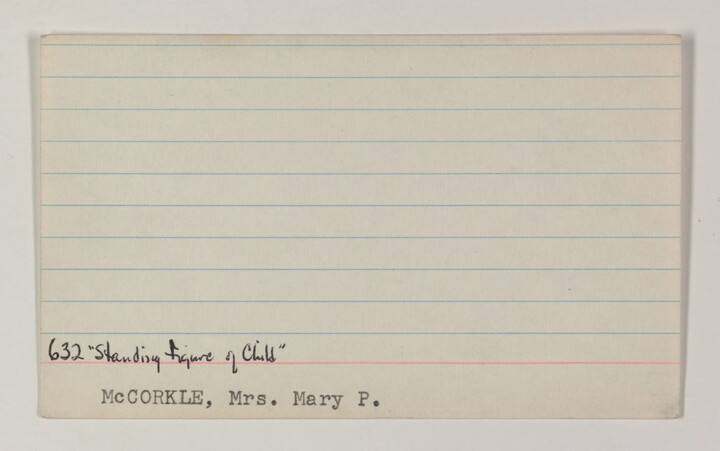 632 "Standing Figure of Child"
McCORKLE, Mrs. Mary P.